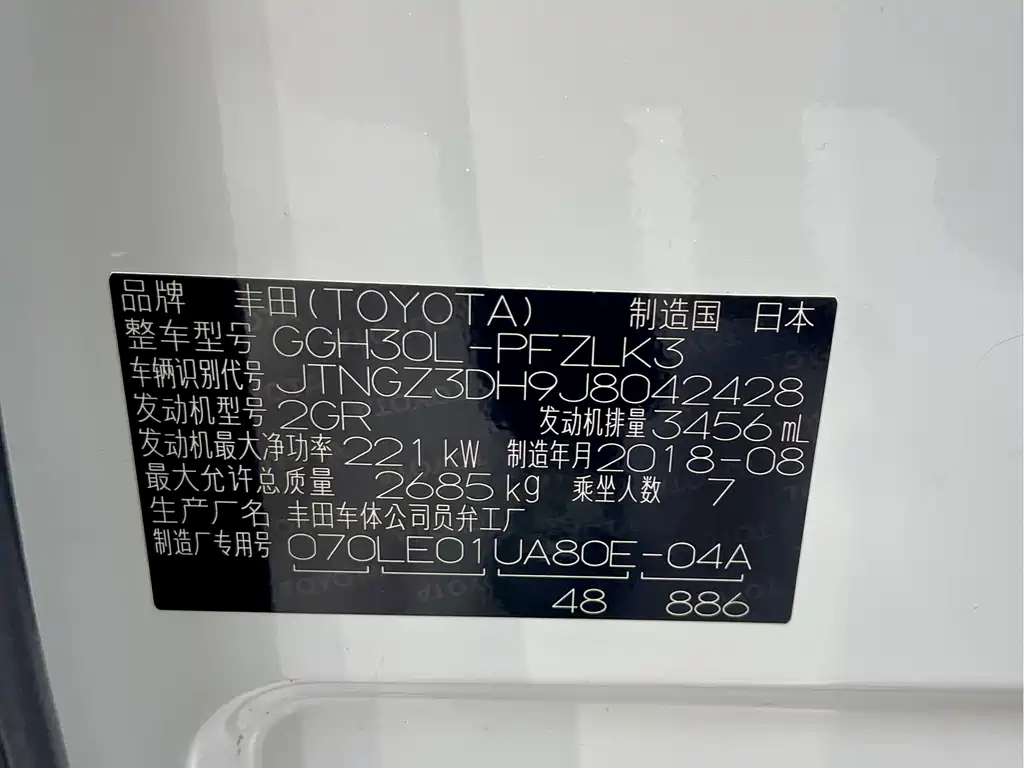 品牌 丰田(TOYOTA) 制造国 日本
整车型号 GGH30L-PFZLK3
车辆识别代号 JTNGZ3DH9J8042428
发动机型号 2GR 发动机排量 3456 mL
发动机最大净功率 221 kW 制造年月 2018-08
最大允许总质量 2685 kg 乘坐人数 7
生产厂名 丰田车体公司员弁工厂
制造厂专用号 070LE01UA80E-04A
48 886